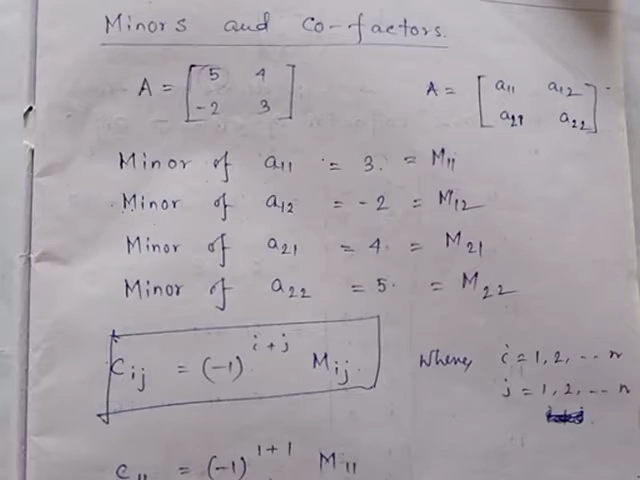 Minors and co-factors.
A = [ 5 4
-2 3 ]
A = [ a11 a12
a21 a22 ]
Minor of a11 = 3. = M11
Minor of a12 = -2 = M12
Minor of a21 = 4. = M21
Minor of a22 = 5. = M22
Cij = (-1)^i+j Mij
Where, i = 1, 2, ... n
j = 1, 2, ... n
C11 = (-1)^1+1 M11